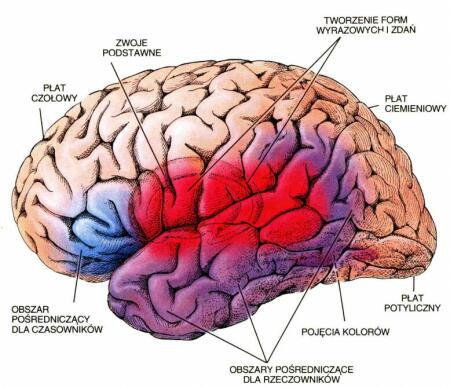 TWORZENIE FORM
WYRAZOWYCH I ZDAŃ
ZWOJE
PODSTAWNE
PŁAT
CZOŁOWY
PŁAT
CIEMIENIOWY
OBSZAR
POŚREDNICZĄCY
DLA CZASOWNIKÓW
PŁAT
POTYLICZNY
POJĘCIA KOLORÓW
OBSZARY POŚREDNICZĄCE
DLA RZECZOWNIKÓW